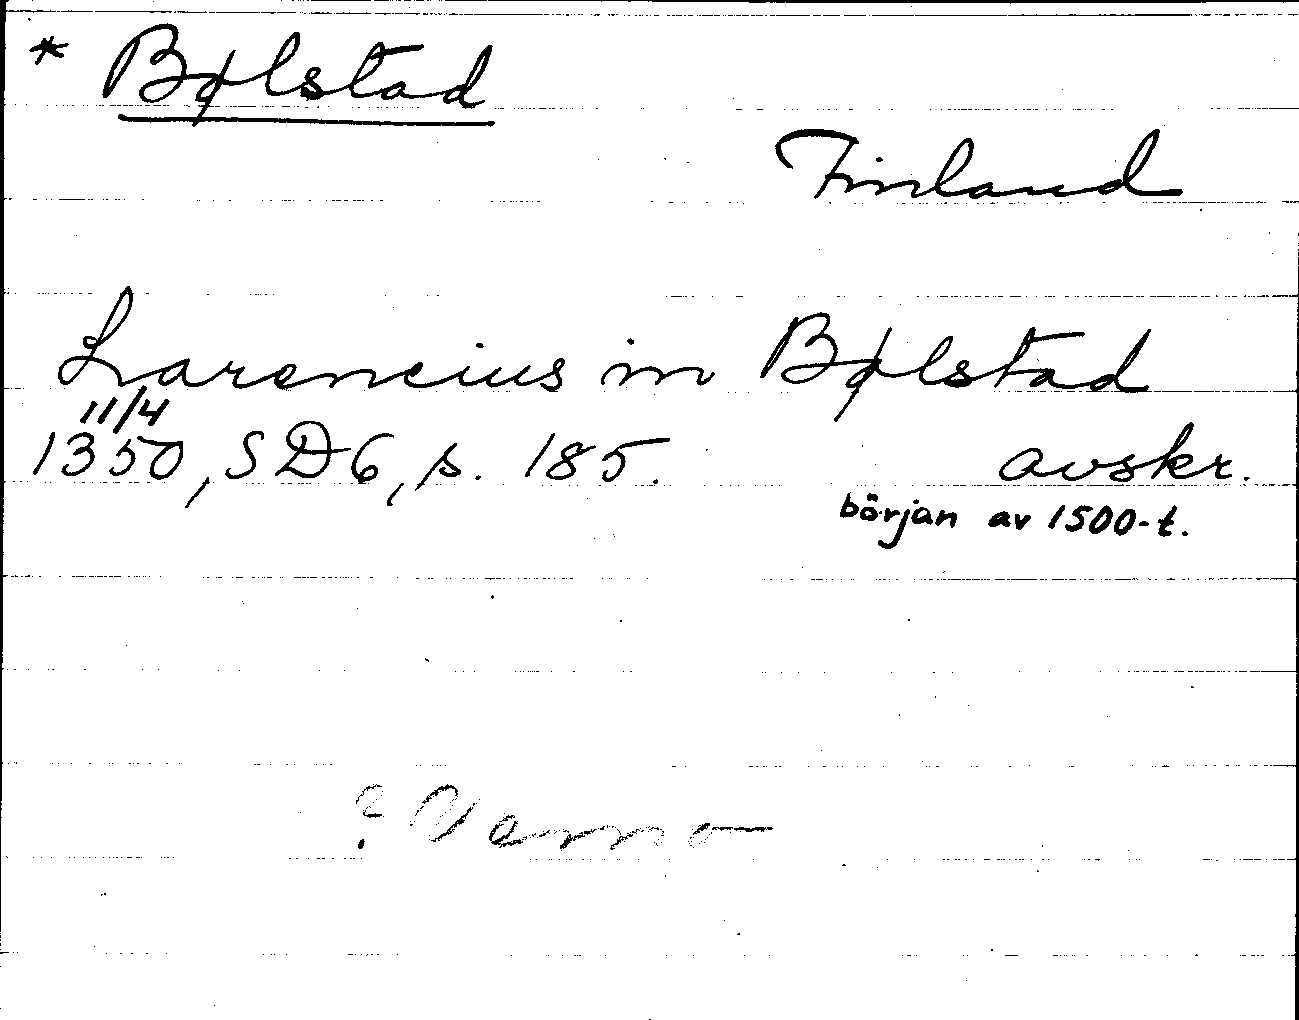 * Bølstad
Finland
Larencius in Bølstad
11/4
1350, SD6, s. 185. avskr.
början av 1500-t.
?